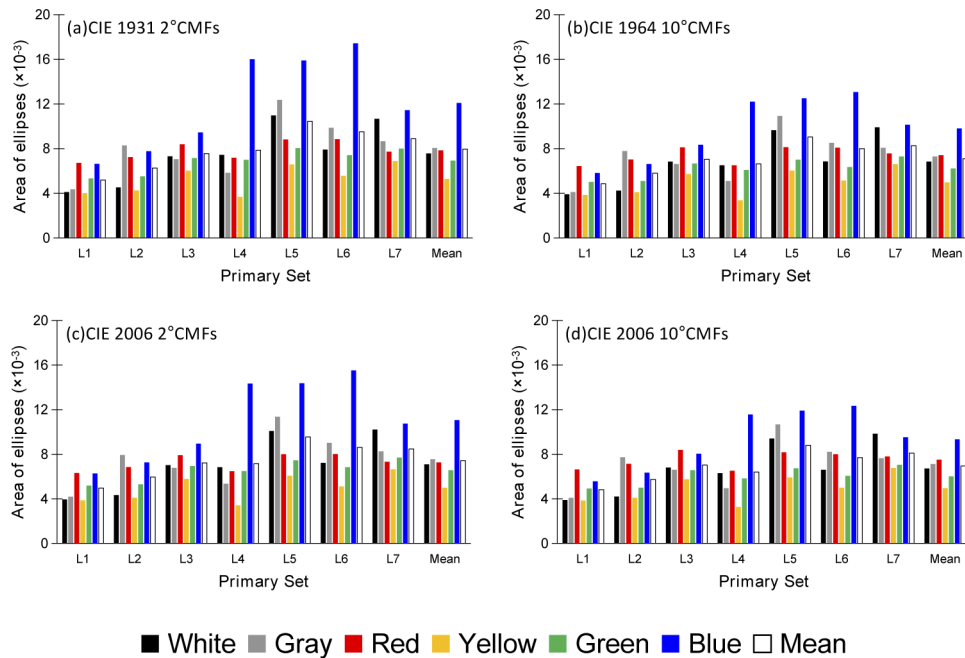 (a)CIE 1931 2°CMFs
Area of ellipses (×10⁻³)
20
16
12
8
4
0
L1 L2 L3 L4 L5 L6 L7 Mean
Primary Set
(b)CIE 1964 10°CMFs
Area of ellipses (×10⁻³)
20
16
12
8
4
0
L1 L2 L3 L4 L5 L6 L7 Mean
Primary Set
(c)CIE 2006 2°CMFs
Area of ellipses (×10⁻³)
20
16
12
8
4
0
L1 L2 L3 L4 L5 L6 L7 Mean
Primary Set
(d)CIE 2006 10°CMFs
Area of ellipses (×10⁻³)
20
16
12
8
4
0
L1 L2 L3 L4 L5 L6 L7 Mean
Primary Set
White Gray Red Yellow Green Blue Mean